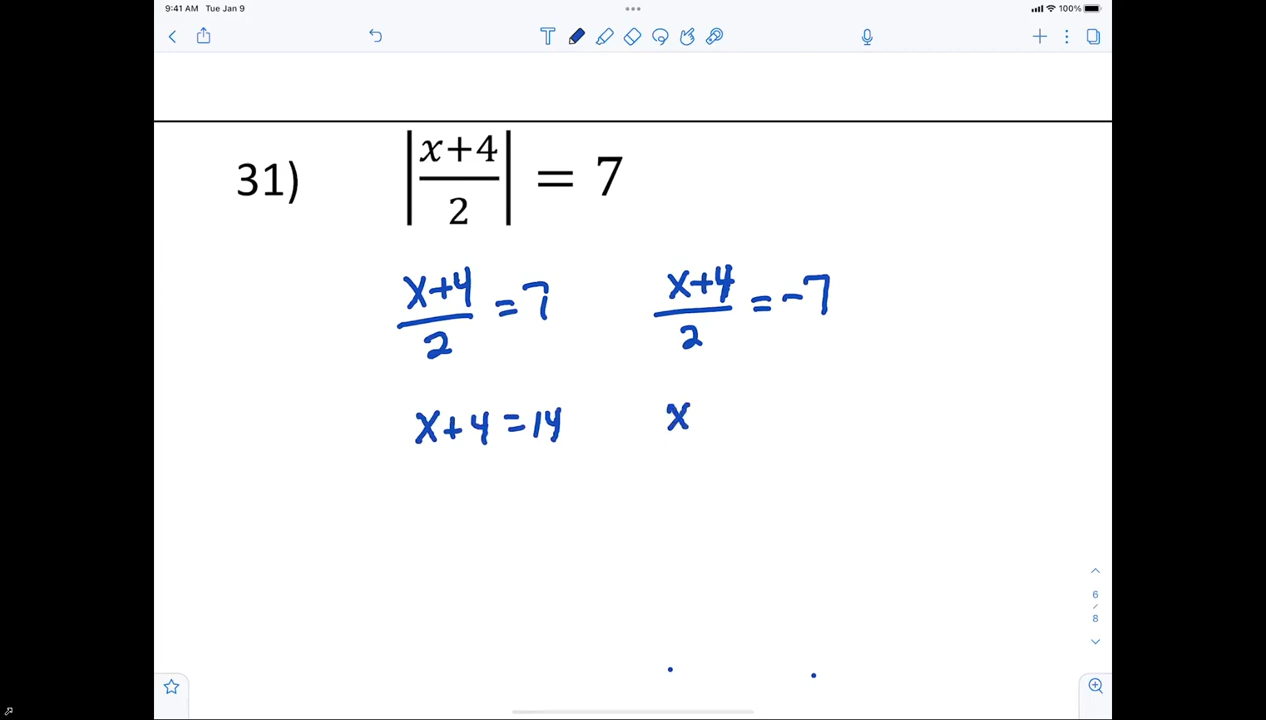 9:41 AM Tue Jan 9
100%
31) |x+4/2| = 7
x+4/2 = 7 x+4/2 = -7
x+4=14 x
6/8